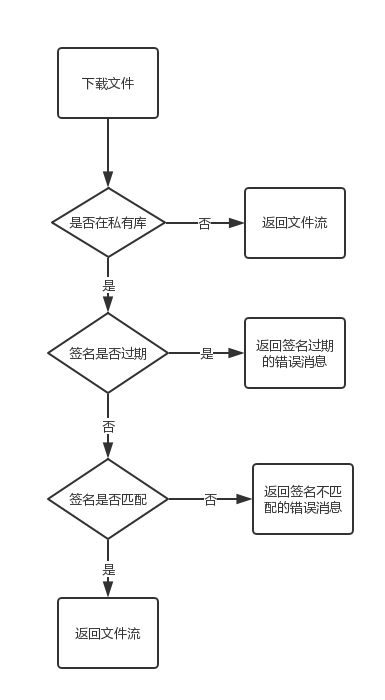 下载文件
是否在私有库
否
返回文件流
是
签名是否过期
是
返回签名过期
的错误消息
否
签名是否匹配
否
返回签名不匹
配的错误消息
是
返回文件流